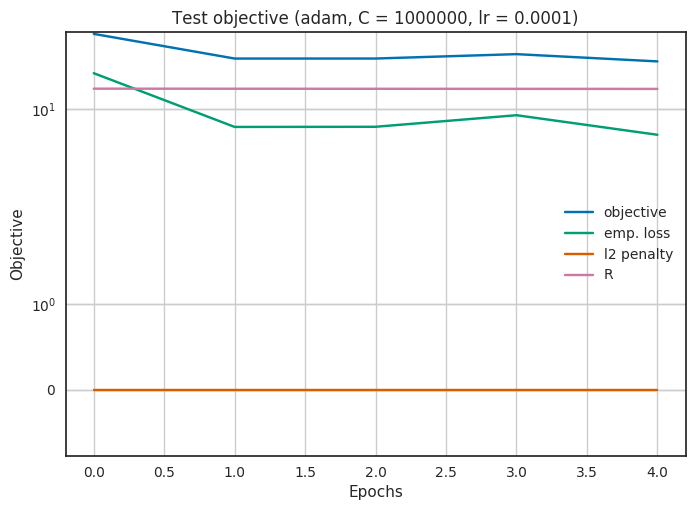 Test objective (adam, C = 1000000, lr = 0.0001)
Objective
10¹
10⁰
0
objective
emp. loss
l2 penalty
R
0.0 0.5 1.0 1.5 2.0 2.5 3.0 3.5 4.0
Epochs